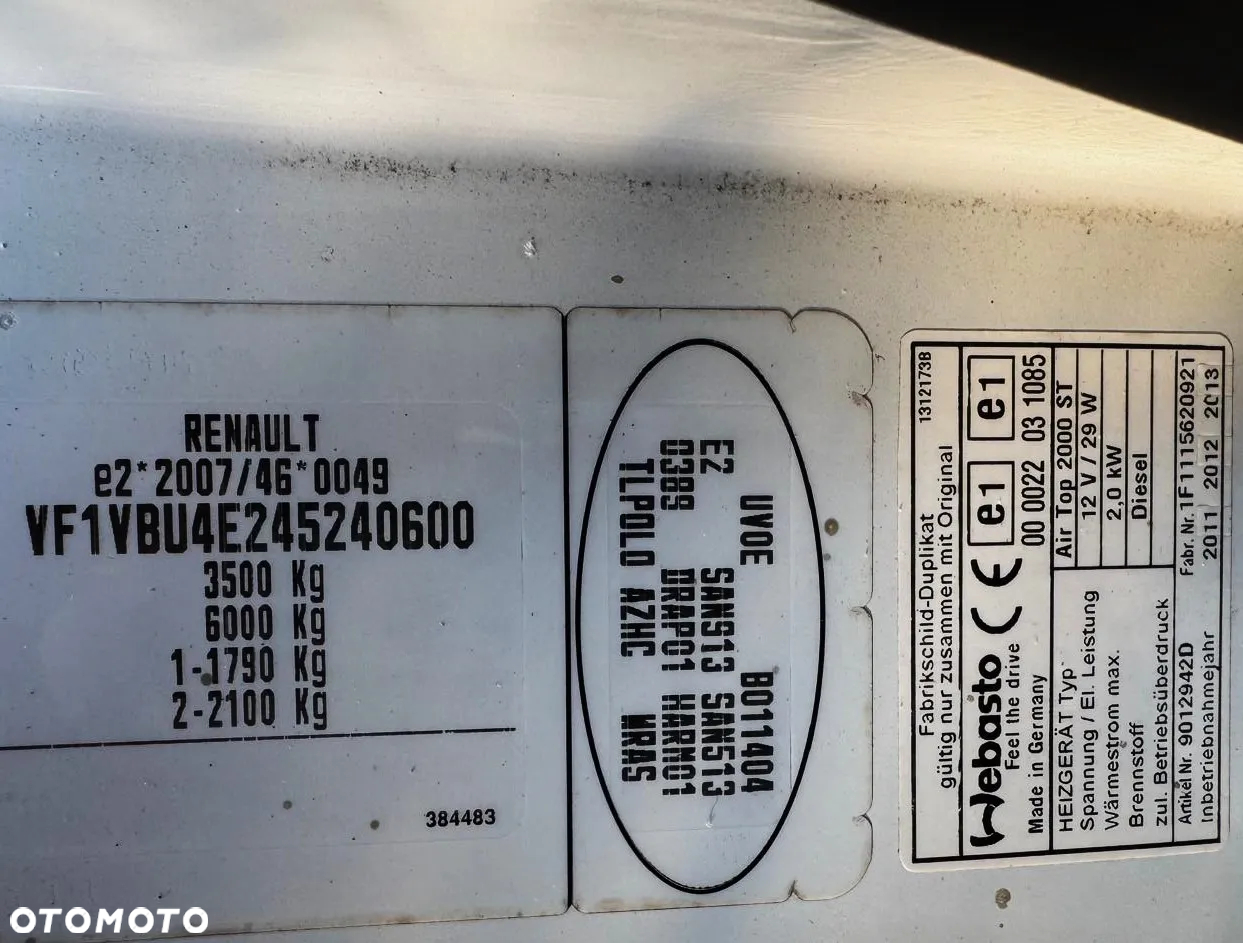 RENAULT
e2*2007/46*0049
VF1VBU4E245240600
3500 Kg
6000 Kg
1-1790 Kg
2-2100 Kg
384483
UVOE B011404
E2 SANS13 SAN513
0389 DRAP01 HARM01
TLPOLO AZHC MRAS
Fabrikschild-Duplikat 13121738
gültig nur zusammen mit Original
Webasto CE e1 e1
Feel the drive
Made in Germany 00 0022 03 1085
HEIZGERÄT Typ Air Top 2000 ST
Spannung / El. Leistung 12 V / 29 W
Wärmestrom max. 2,0 kW
Brennstoff Diesel
zul. Betriebsüberdruck
Artikel Nr. 9012942D Fabr. Nr. 1F1115620921
Inbetriebnahmejahr 2011 2012 2013
OTOMOTO